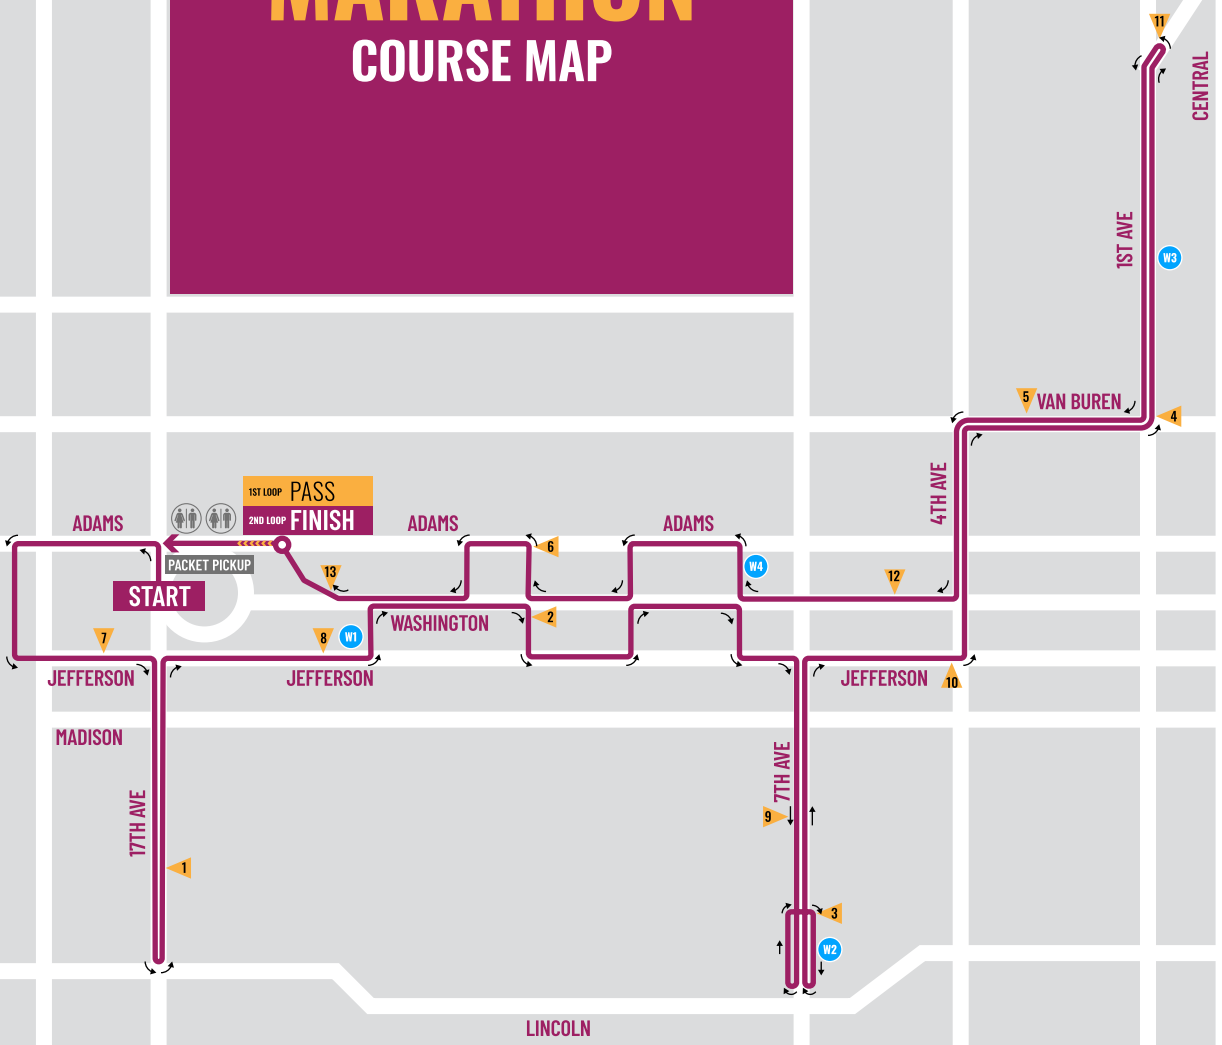 MARATHON
COURSE MAP
11
CENTRAL
1ST AVE
W3
5
VAN BUREN
4
4TH AVE
1ST LOOP PASS
2ND LOOP FINISH
ADAMS
ADAMS
ADAMS
6
PACKET PICKUP
13
W4
12
START
2
WASHINGTON
7
8
W1
JEFFERSON
JEFFERSON
JEFFERSON
10
MADISON
7TH AVE
17TH AVE
9
1
3
W2
LINCOLN